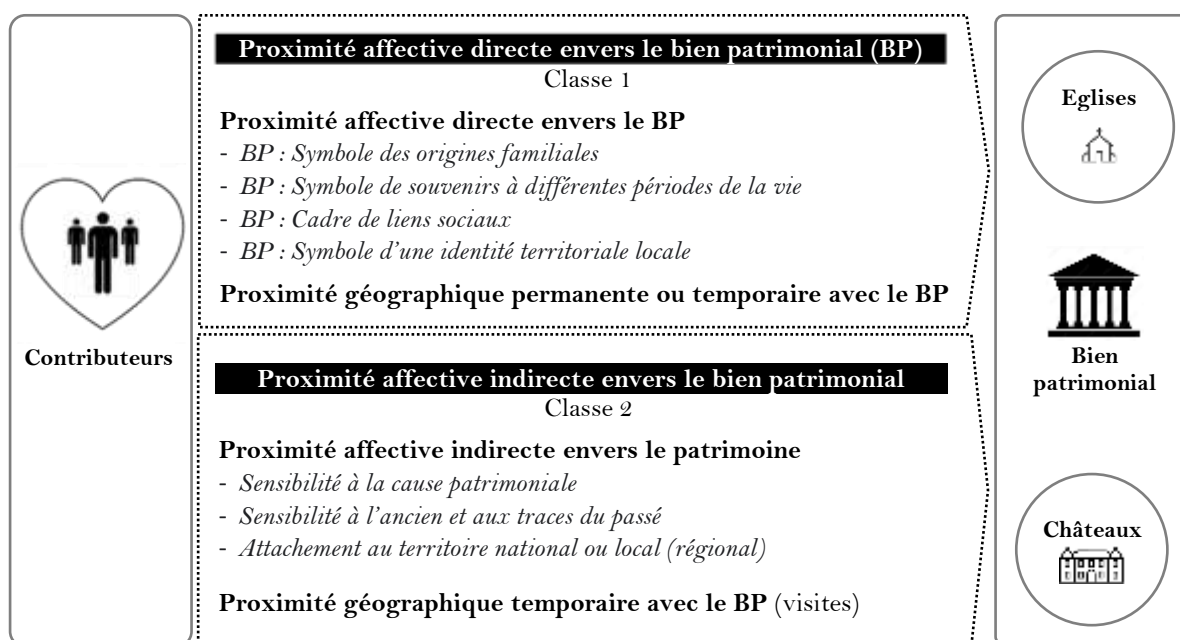 Contributeurs
Proximité affective directe envers le bien patrimonial (BP)
Classe 1
Proximité affective directe envers le BP
- BP : Symbole des origines familiales
- BP : Symbole de souvenirs à différentes périodes de la vie
- BP : Cadre de liens sociaux
- BP : Symbole d'une identité territoriale locale
Proximité géographique permanente ou temporaire avec le BP
Proximité affective indirecte envers le bien patrimonial
Classe 2
Proximité affective indirecte envers le patrimoine
- Sensibilité à la cause patrimoniale
- Sensibilité à l'ancien et aux traces du passé
- Attachement au territoire national ou local (régional)
Proximité géographique temporaire avec le BP (visites)
Eglises
Bien
patrimonial
Châteaux